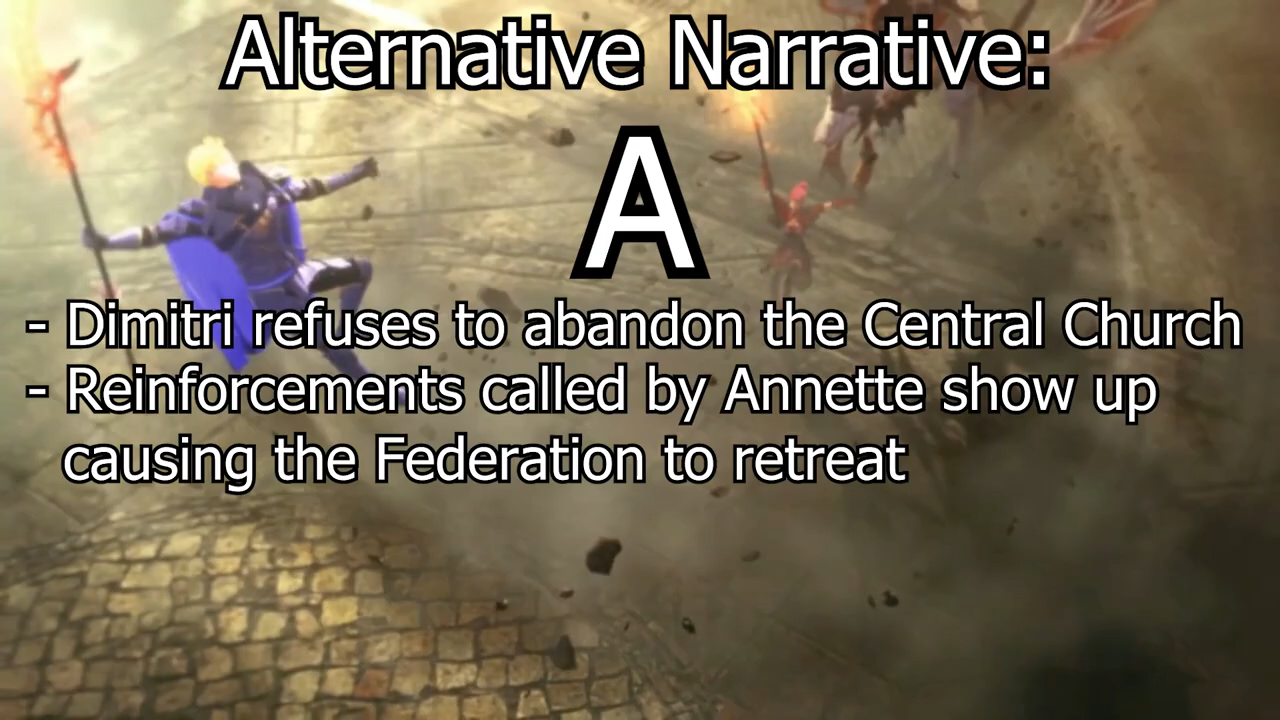 Alternative Narrative:
A
- Dimitri refuses to abandon the Central Church
- Reinforcements called by Annette show up
causing the Federation to retreat